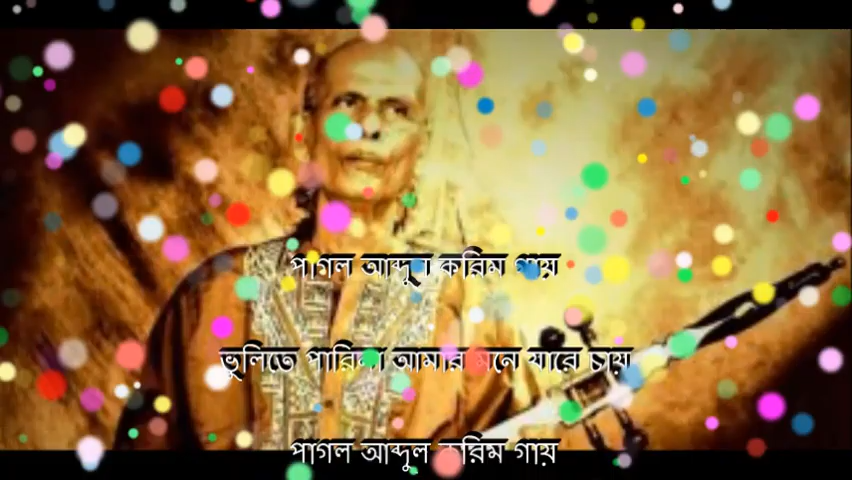 পাগল আব্দুল করিম গায়
ভুলিতে পারিনা আমার মনে যারে চায়
পাগল আব্দুল করিম গায়